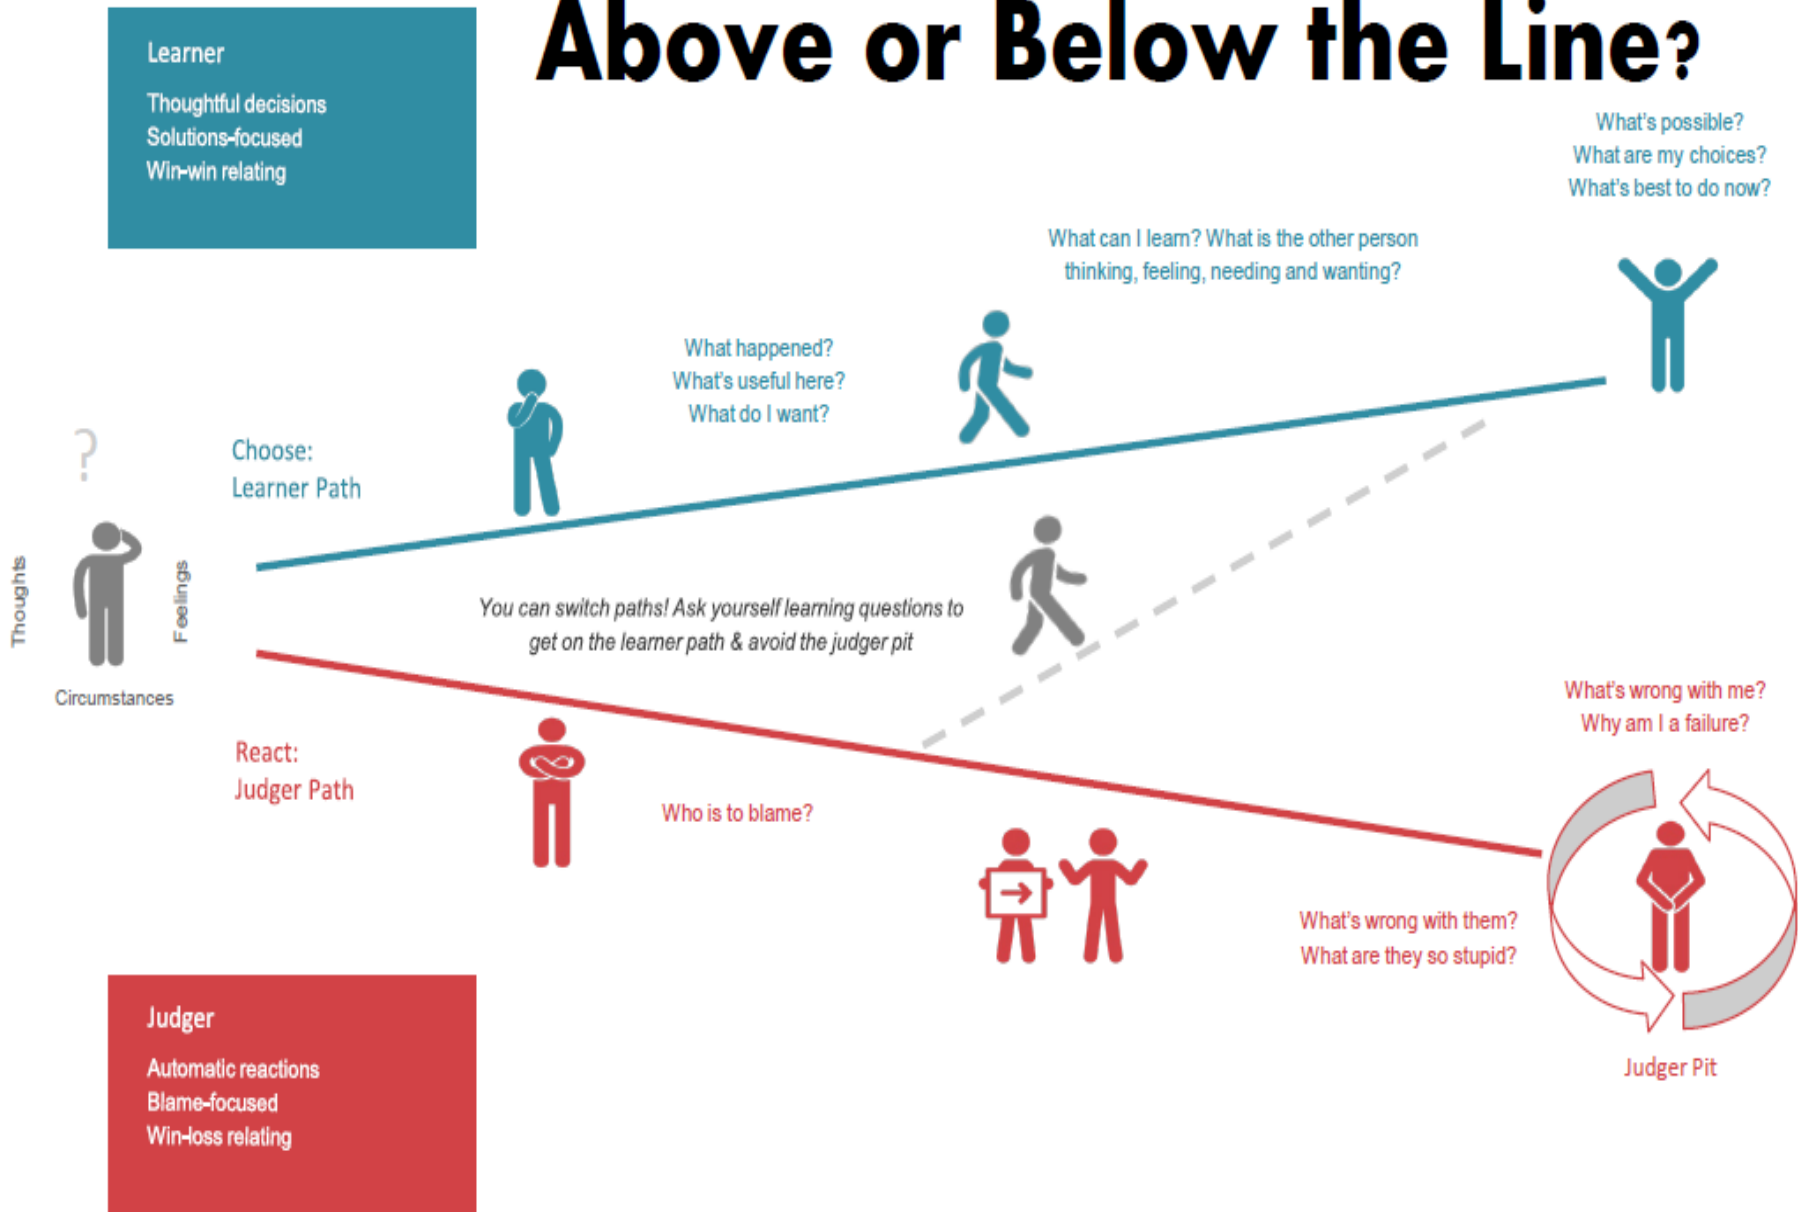 Above or Below the Line?
Learner
Thoughtful decisions
Solutions-focused
Win-win relating
What's possible?
What are my choices?
What's best to do now?
What can I learn? What is the other person
thinking, feeling, needing and wanting?
What happened?
What's useful here?
What do I want?
?
Choose:
Learner Path
Thoughts
Feelings
Circumstances
You can switch paths! Ask yourself learning questions to
get on the learner path & avoid the judger pit
React:
Judger Path
Who is to blame?
What's wrong with me?
Why am I a failure?
What's wrong with them?
What are they so stupid?
Judger Pit
Judger
Automatic reactions
Blame-focused
Win-loss relating